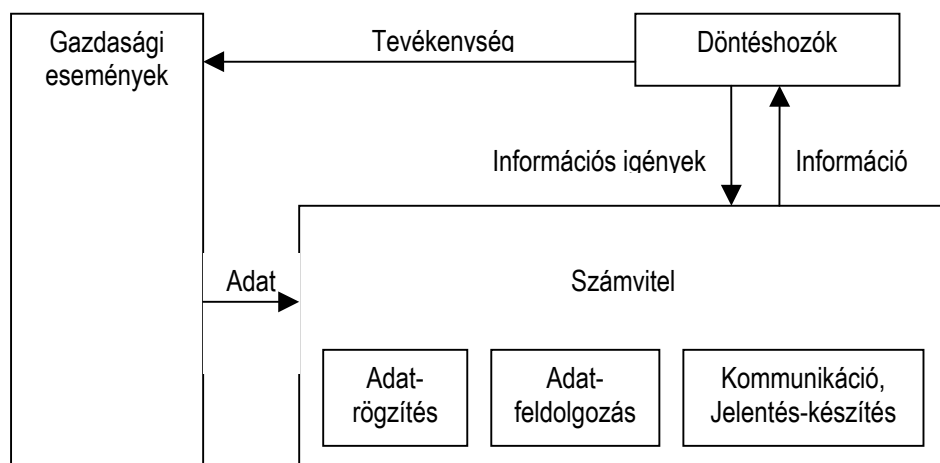 Gazdasági
események
Tevékenység
Döntéshozók
Információs igények
Információ
Adat
Számvitel
Adat-
rögzítés
Adat-
feldolgozás
Kommunikáció,
Jelentés-készítés